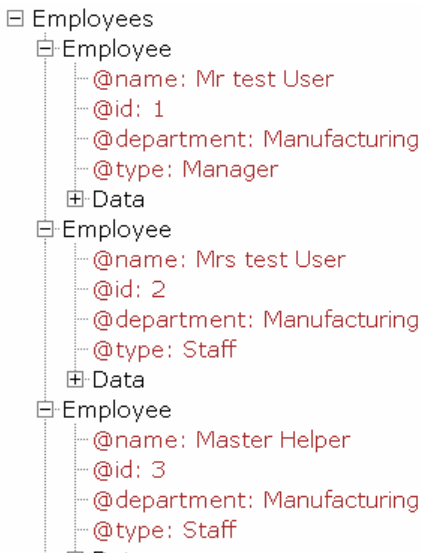 Employees
Employee
@name: Mr test User
@id: 1
@department: Manufacturing
@type: Manager
Data
Employee
@name: Mrs test User
@id: 2
@department: Manufacturing
@type: Staff
Data
Employee
@name: Master Helper
@id: 3
@department: Manufacturing
@type: Staff